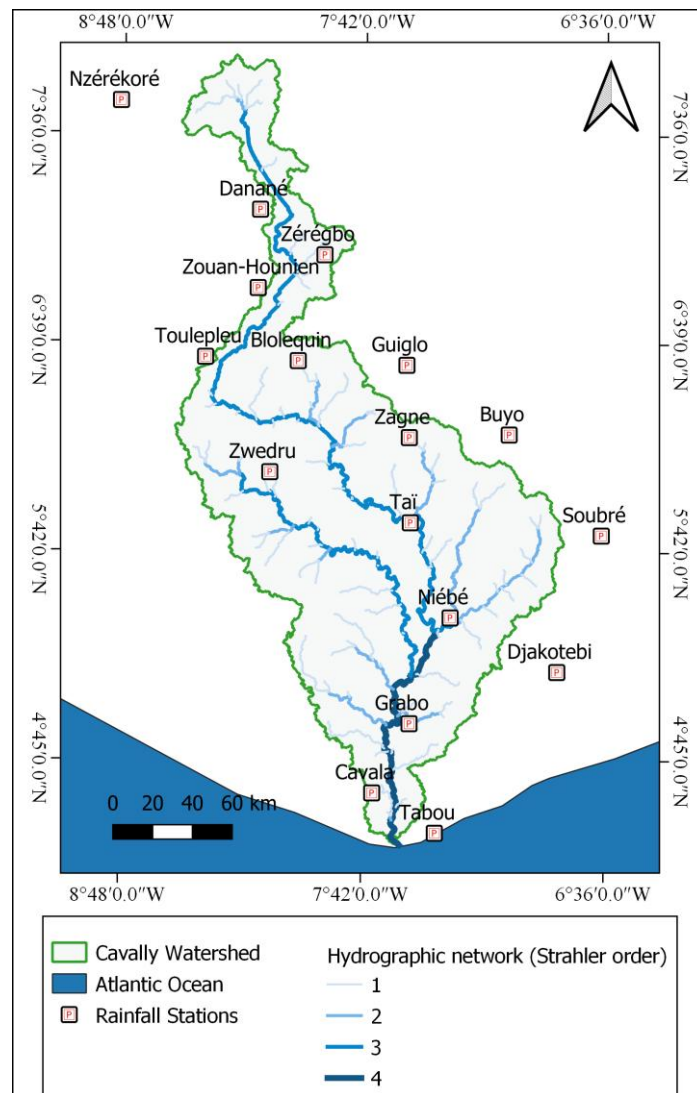 8°48'0.0"W 7°42'0.0"W 6°36'0.0"W
Nzérékoré
7°36'0.0"N 7°36'0.0"N
Danané
Zérégbo
Zouan-Hounien
6°39'0.0"N 6°39'0.0"N
Toulepleu Blolequin Guiglo
Zagne Buyo
Zwedru
Taï
5°42'0.0"N 5°42'0.0"N
Soubré
Niébé
Djakotebi
Grabo
4°45'0.0"N 4°45'0.0"N
Cavala
0 20 40 60 km
Tabou
8°48'0.0"W 7°42'0.0"W 6°36'0.0"W
Cavally Watershed
Atlantic Ocean
P Rainfall Stations
Hydrographic network (Strahler order)
1
2
3
4